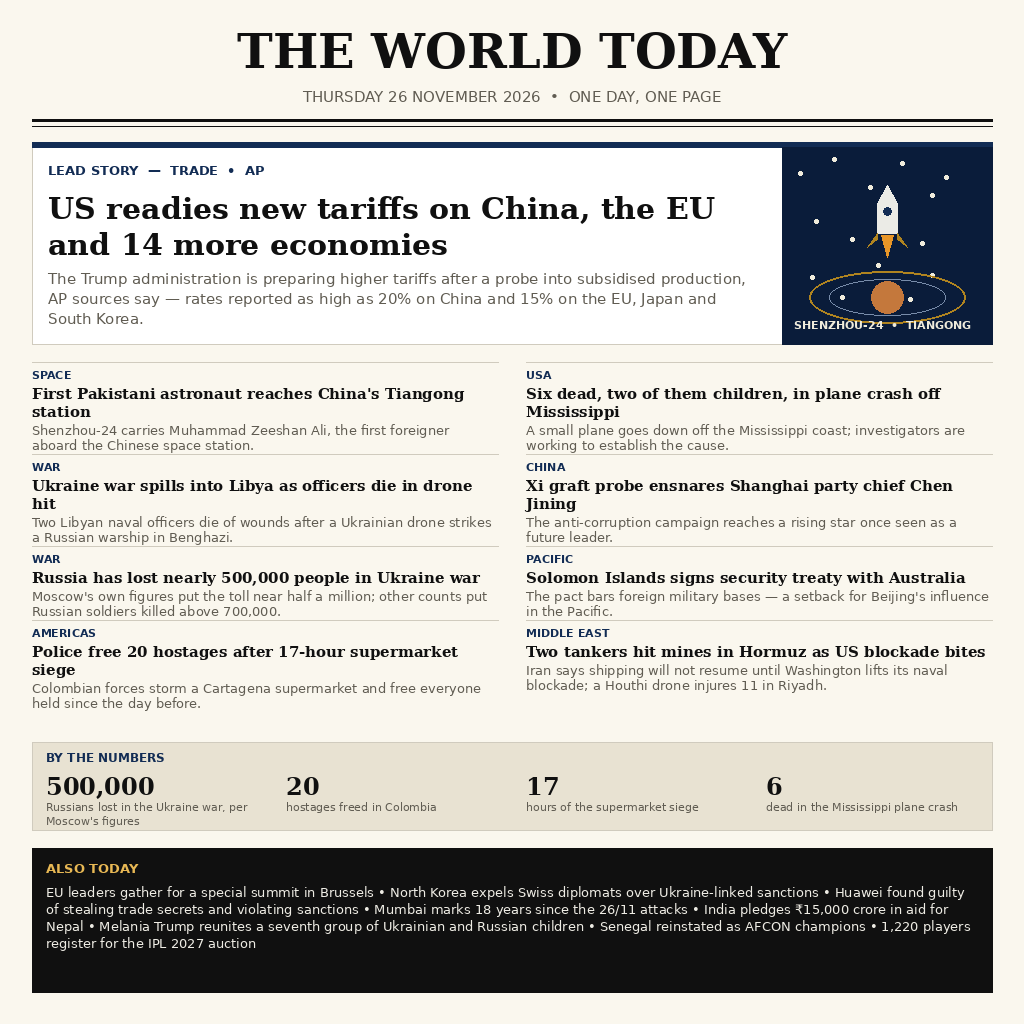 THE WORLD TODAY
THURSDAY 26 NOVEMBER 2026 • ONE DAY, ONE PAGE
LEAD STORY — TRADE • AP
US readies new tariffs on China, the EU
and 14 more economies
The Trump administration is preparing higher tariffs after a probe into subsidised production,
AP sources say — rates reported as high as 20% on China and 15% on the EU, Japan and
South Korea.
SHENZHOU-24 • TIANGONG
SPACE
First Pakistani astronaut reaches China's Tiangong
station
Shenzhou-24 carries Muhammad Zeeshan Ali, the first foreigner
aboard the Chinese space station.
WAR
Ukraine war spills into Libya as officers die in drone
hit
Two Libyan naval officers die of wounds after a Ukrainian drone strikes
a Russian warship in Benghazi.
WAR
Russia has lost nearly 500,000 people in Ukraine war
Moscow's own figures put the toll near half a million; other counts put
Russian soldiers killed above 700,000.
AMERICAS
Police free 20 hostages after 17-hour supermarket
siege
Colombian forces storm a Cartagena supermarket and free everyone
held since the day before.
USA
Six dead, two of them children, in plane crash off
Mississippi
A small plane goes down off the Mississippi coast; investigators are
working to establish the cause.
CHINA
Xi graft probe ensnares Shanghai party chief Chen
Jining
The anti-corruption campaign reaches a rising star once seen as a
future leader.
PACIFIC
Solomon Islands signs security treaty with Australia
The pact bars foreign military bases — a setback for Beijing's influence
in the Pacific.
MIDDLE EAST
Two tankers hit mines in Hormuz as US blockade bites
Iran says shipping will not resume until Washington lifts its naval
blockade; a Houthi drone injures 11 in Riyadh.
BY THE NUMBERS
500,000
Russians lost in the Ukraine war, per
Moscow's figures
20
hostages freed in Colombia
17
hours of the supermarket siege
6
dead in the Mississippi plane crash
ALSO TODAY
EU leaders gather for a special summit in Brussels • North Korea expels Swiss diplomats over Ukraine-linked sanctions • Huawei found guilty
of stealing trade secrets and violating sanctions • Mumbai marks 18 years since the 26/11 attacks • India pledges ₹15,000 crore in aid for
Nepal • Melania Trump reunites a seventh group of Ukrainian and Russian children • Senegal reinstated as AFCON champions • 1,220 players
register for the IPL 2027 auction